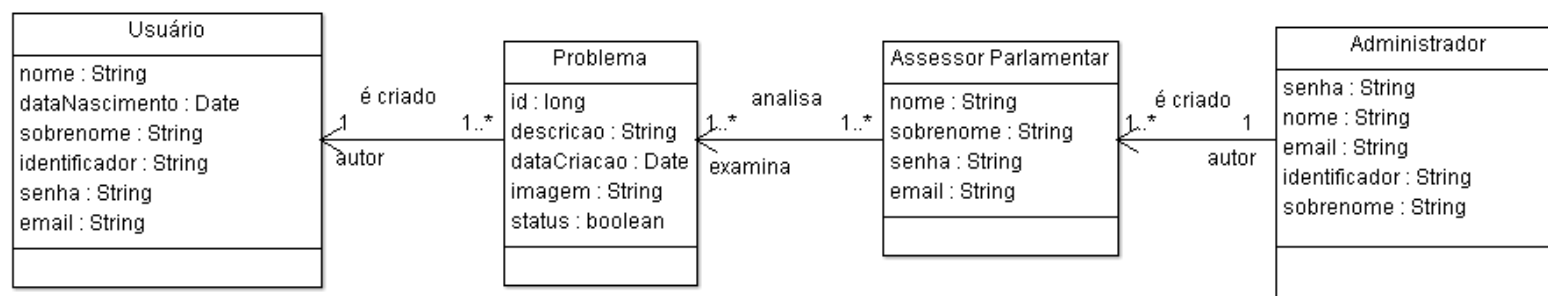 Usuário
nome : String
dataNascimento : Date
sobrenome : String
identificador : String
senha : String
email : String
é criado
1
1..*
autor
Problema
id : long
descricao : String
dataCriacao : Date
imagem : String
status : boolean
analisa
1..*
1..*
examina
Assessor Parlamentar
nome : String
sobrenome : String
senha : String
email : String
é criado
1..*
1
autor
Administrador
senha : String
nome : String
email : String
identificador : String
sobrenome : String